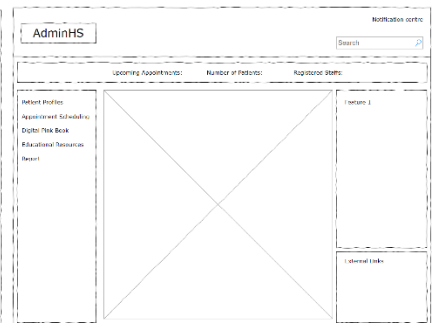 Notification centre
AdminHS
Search
Upcoming Appointments: Number of Patients: Registered Staffs:
Patient Profiles
Appointment Scheduling
Digital Pink Book
Educational Resources
Report
Feature 1
External Links